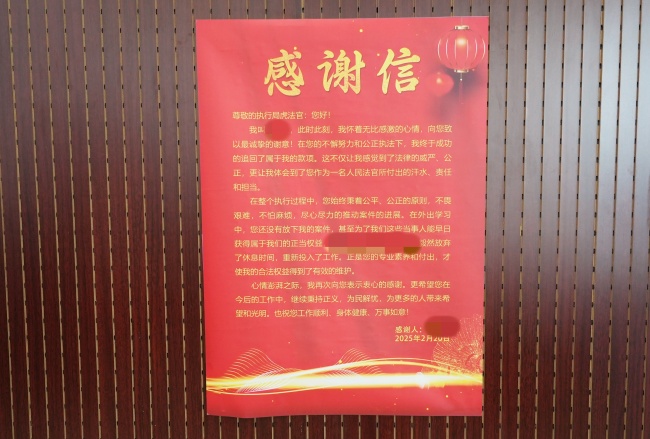 感谢信
尊敬的执行局虎法官！您好！
我叫 ，此时此刻，我怀着无比感激的心情，向您致
以最诚挚的谢意！在您的不懈努力和公正执法下，我终于成功
的追回了属于我的款项。这不仅让我感觉到了法律的威严、公
正，更让我体会到了您作为一名人民法官所付出的汗水、责任
和担当。
在整个执行过程中，您始终秉着公平、公正的原则，不畏
艰难，不怕麻烦，尽心尽力的推动案件的进展。在外出学习
中，您还没有放下我的案件，甚至为了我们这些当事人能早日
获得属于我们的正当权益 毅然放弃
了休息时间，重新投入了工作。正是您的专业素养和付出，才
使我的合法权益得到了有效的维护。
心情澎湃之际，我再次向您表示衷心的感谢。更希望您在
今后的工作中，继续秉持正义，为民解忧，为更多的人带来希
望和光明。也祝您工作顺利，身体健康，万事如意！
感谢人：
2025年2月20日